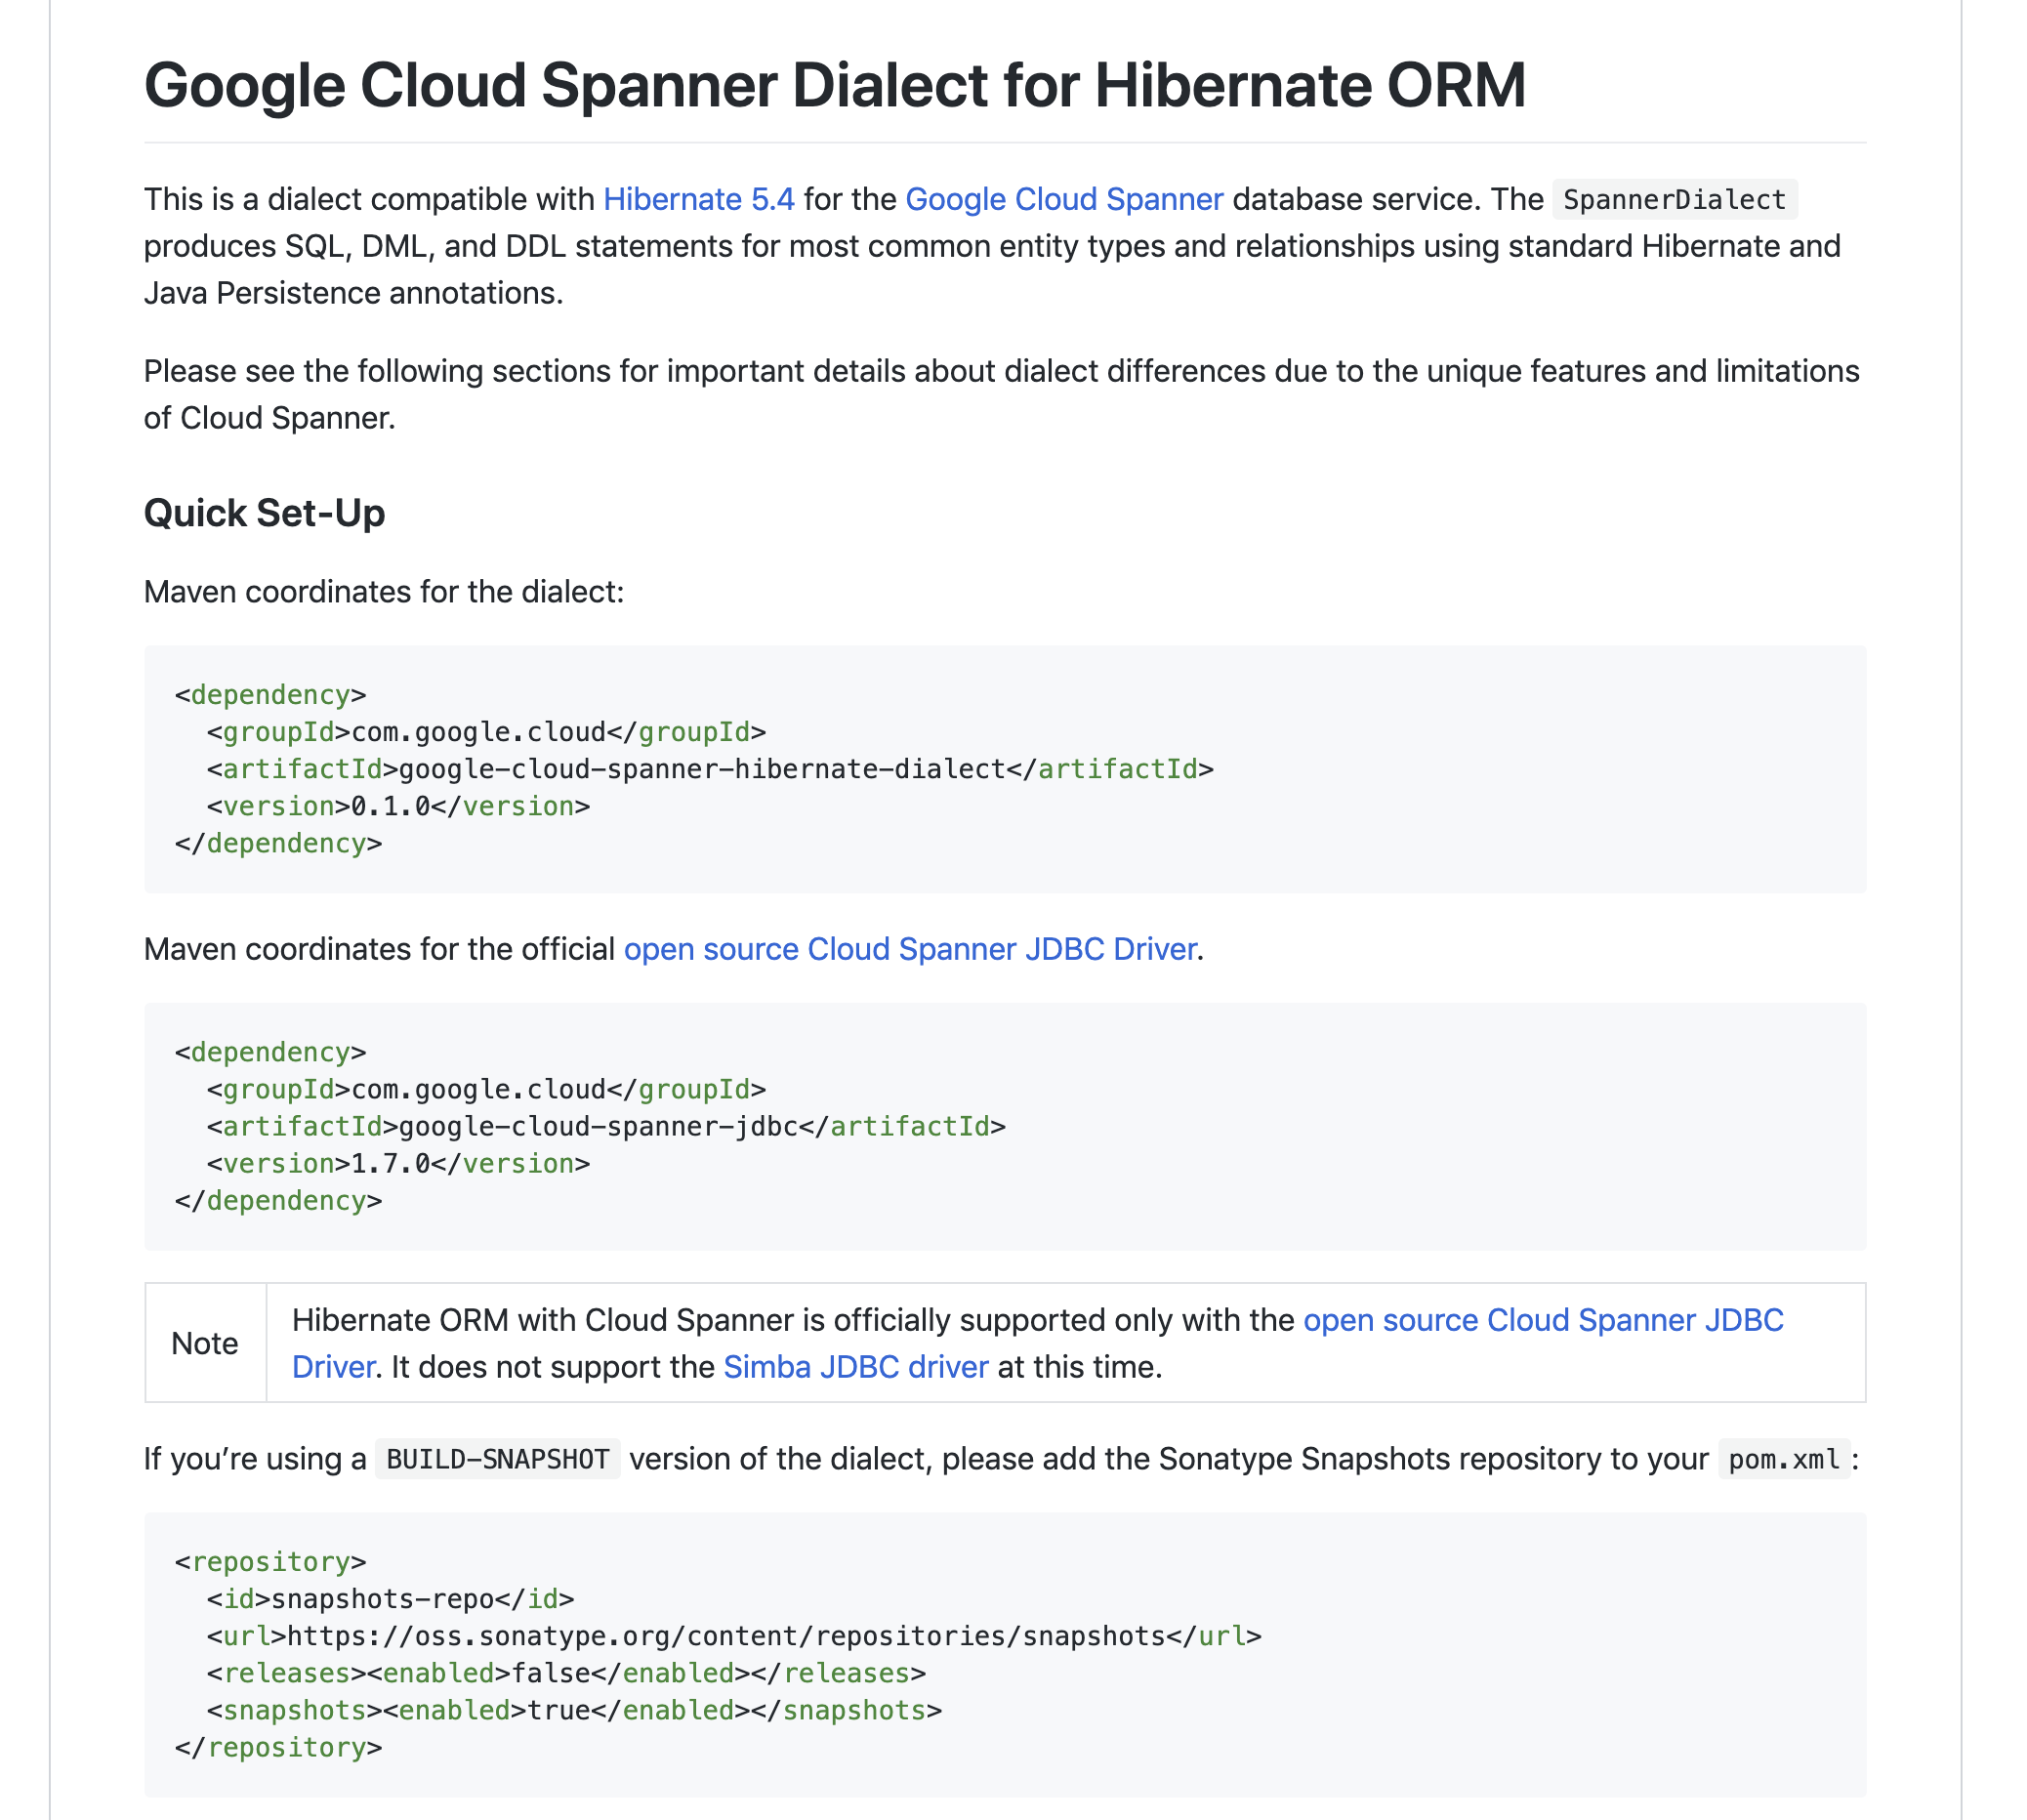 Google Cloud Spanner Dialect for Hibernate ORM
This is a dialect compatible with Hibernate 5.4 for the Google Cloud Spanner database service. The SpannerDialect
produces SQL, DML, and DDL statements for most common entity types and relationships using standard Hibernate and
Java Persistence annotations.
Please see the following sections for important details about dialect differences due to the unique features and limitations
of Cloud Spanner.
Quick Set-Up
Maven coordinates for the dialect:
<dependency>
  <groupId>com.google.cloud</groupId>
  <artifactId>google-cloud-spanner-hibernate-dialect</artifactId>
  <version>0.1.0</version>
</dependency>
Maven coordinates for the official open source Cloud Spanner JDBC Driver.
<dependency>
  <groupId>com.google.cloud</groupId>
  <artifactId>google-cloud-spanner-jdbc</artifactId>
  <version>1.7.0</version>
</dependency>
Note
Hibernate ORM with Cloud Spanner is officially supported only with the open source Cloud Spanner JDBC
Driver. It does not support the Simba JDBC driver at this time.
If you’re using a BUILD-SNAPSHOT version of the dialect, please add the Sonatype Snapshots repository to your pom.xml:
<repository>
  <id>snapshots-repo</id>
  <url>https://oss.sonatype.org/content/repositories/snapshots</url>
  <releases><enabled>false</enabled></releases>
  <snapshots><enabled>true</enabled></snapshots>
</repository>